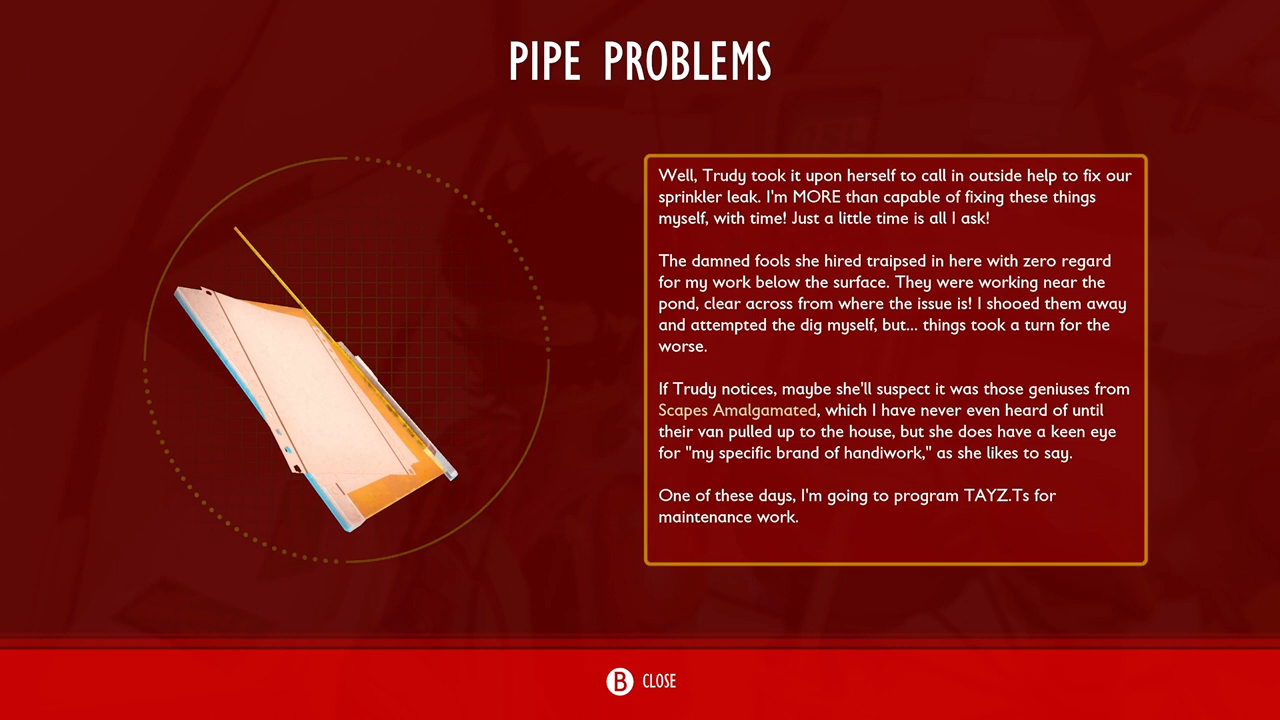 PIPE PROBLEMS
Well, Trudy took it upon herself to call in outside help to fix our
sprinkler leak. I'm MORE than capable of fixing these things
myself, with time! Just a little time is all I ask!
The damned fools she hired traipsed in here with zero regard
for my work below the surface. They were working near the
pond, clear across from where the issue is! I shooed them away
and attempted the dig myself, but... things took a turn for the
worse.
If Trudy notices, maybe she'll suspect it was those geniuses from
Scapes Amalgamated, which I have never even heard of until
their van pulled up to the house, but she does have a keen eye
for "my specific brand of handiwork," as she likes to say.
One of these days, I'm going to program TAYZ.Ts for
maintenance work.
B CLOSE